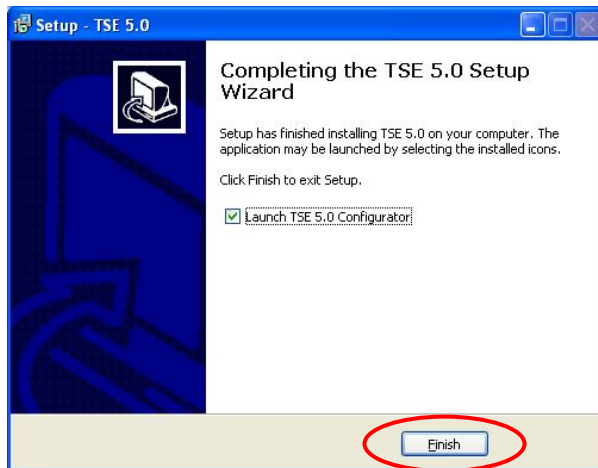 Setup - TSE 5.0
Completing the TSE 5.0 Setup
Wizard
Setup has finished installing TSE 5.0 on your computer. The
application may be launched by selecting the installed icons.
Click Finish to exit Setup.
Launch TSE 5.0 Configurator
Finish